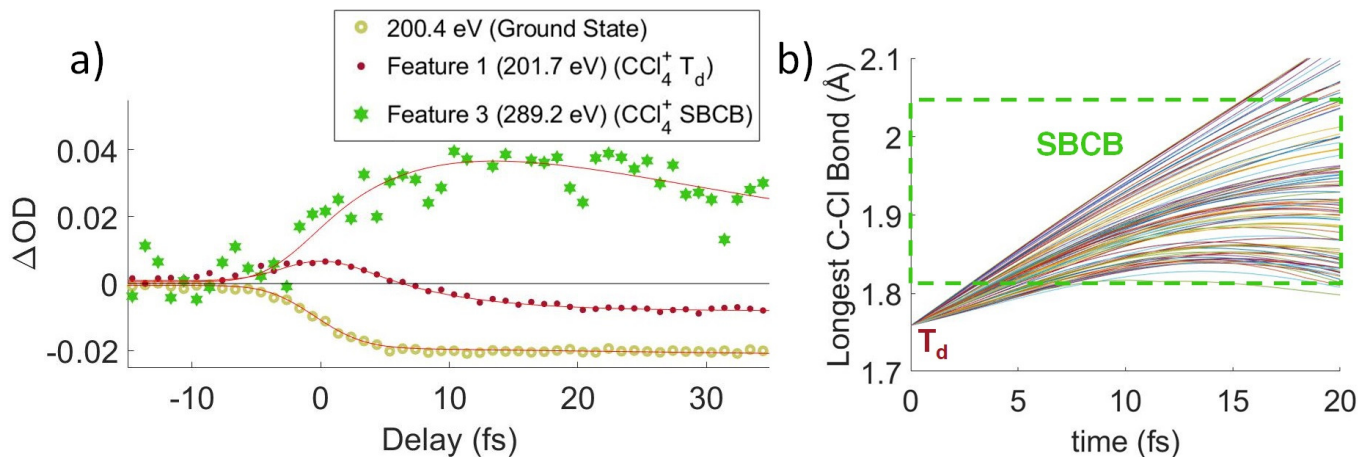 a)
200.4 eV (Ground State)
Feature 1 (201.7 eV) (CCl₄⁺ T_d)
Feature 3 (289.2 eV) (CCl₄⁺ SBCB)
0.04
0.02
0
-0.02
ΔOD
-10 0 10 20 30
Delay (fs)
b)
2.1
2
1.9
1.8
1.7
Longest C-Cl Bond (Å)
SBCB
T_d
0 5 10 15 20
time (fs)